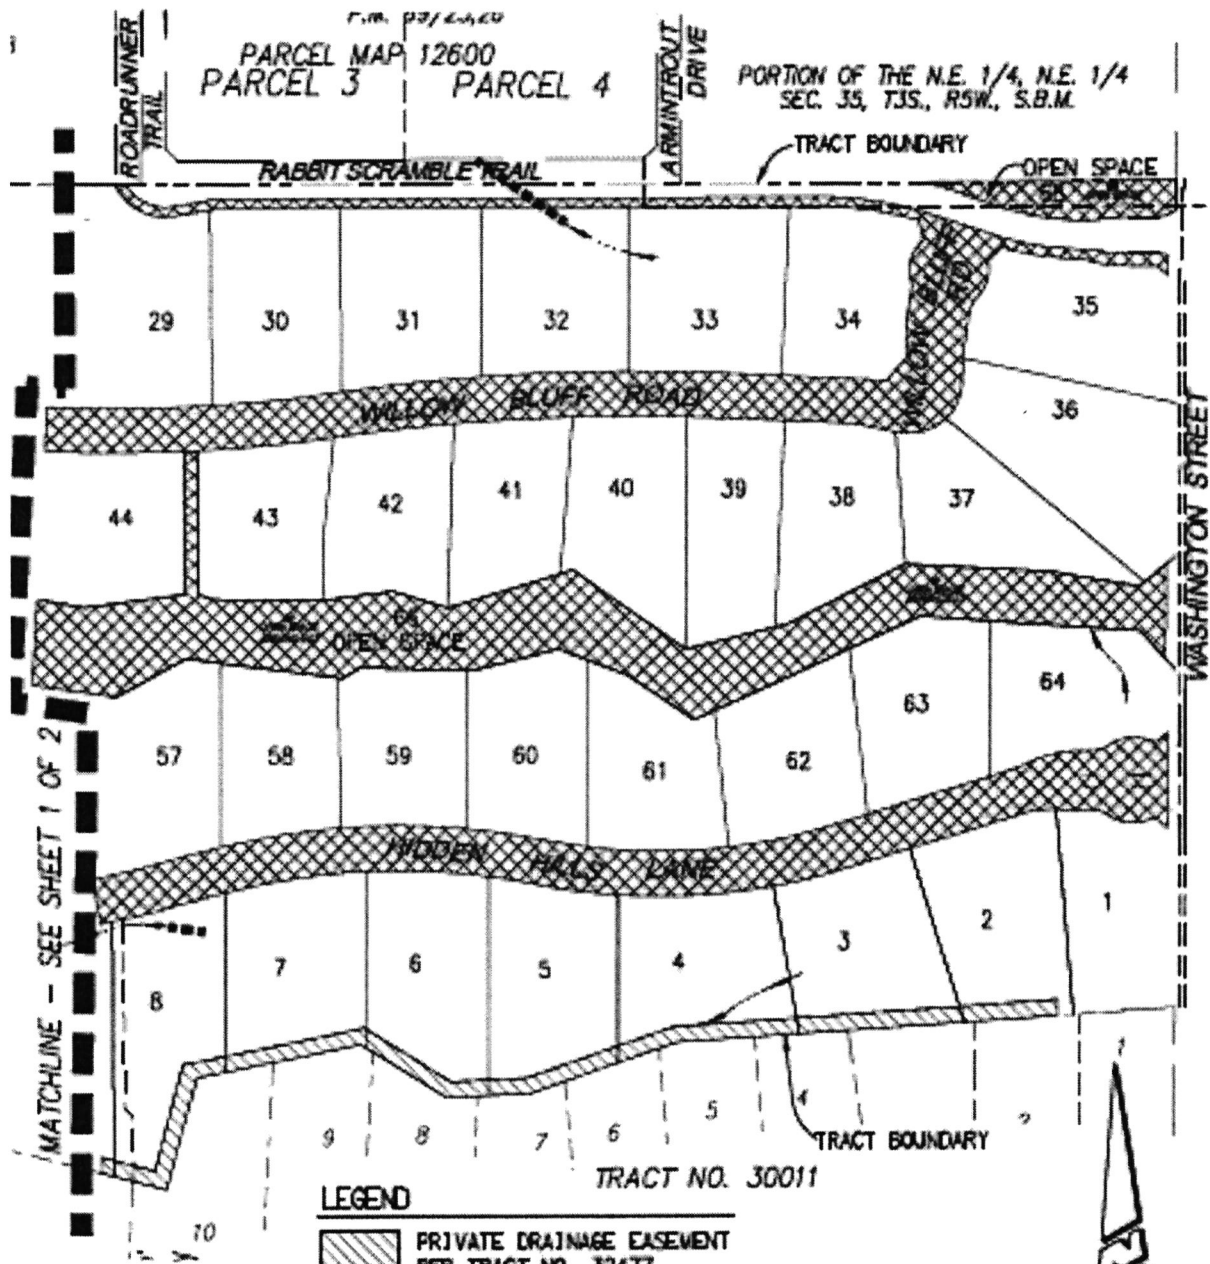 PARCEL MAP 12600
PARCEL 3
PARCEL 4
ROADRUNNER
TRAIL
ARMINTROUT
DRIVE
PORTION OF THE N.E. 1/4, N.E. 1/4
SEC. 35, T3S., R5W., S.B.M.
TRACT BOUNDARY
RABBIT SCRAMBLE TRAIL
OPEN SPACE
WILLOW BLUFF
RD
29
30
31
32
33
34
35
WILLOW BLUFF ROAD
36
WASHINGTON STREET
44
43
42
41
40
39
38
37
OPEN SPACE
57
58
59
60
61
62
63
64
MATCHLINE - SEE SHEET 1 OF 2
HIDDEN HILLS LANE
8
7
6
5
4
3
2
1
1
10
9
8
7
6
5
4
TRACT BOUNDARY
TRACT NO. 30011
LEGEND
PRIVATE DRAINAGE EASEMENT